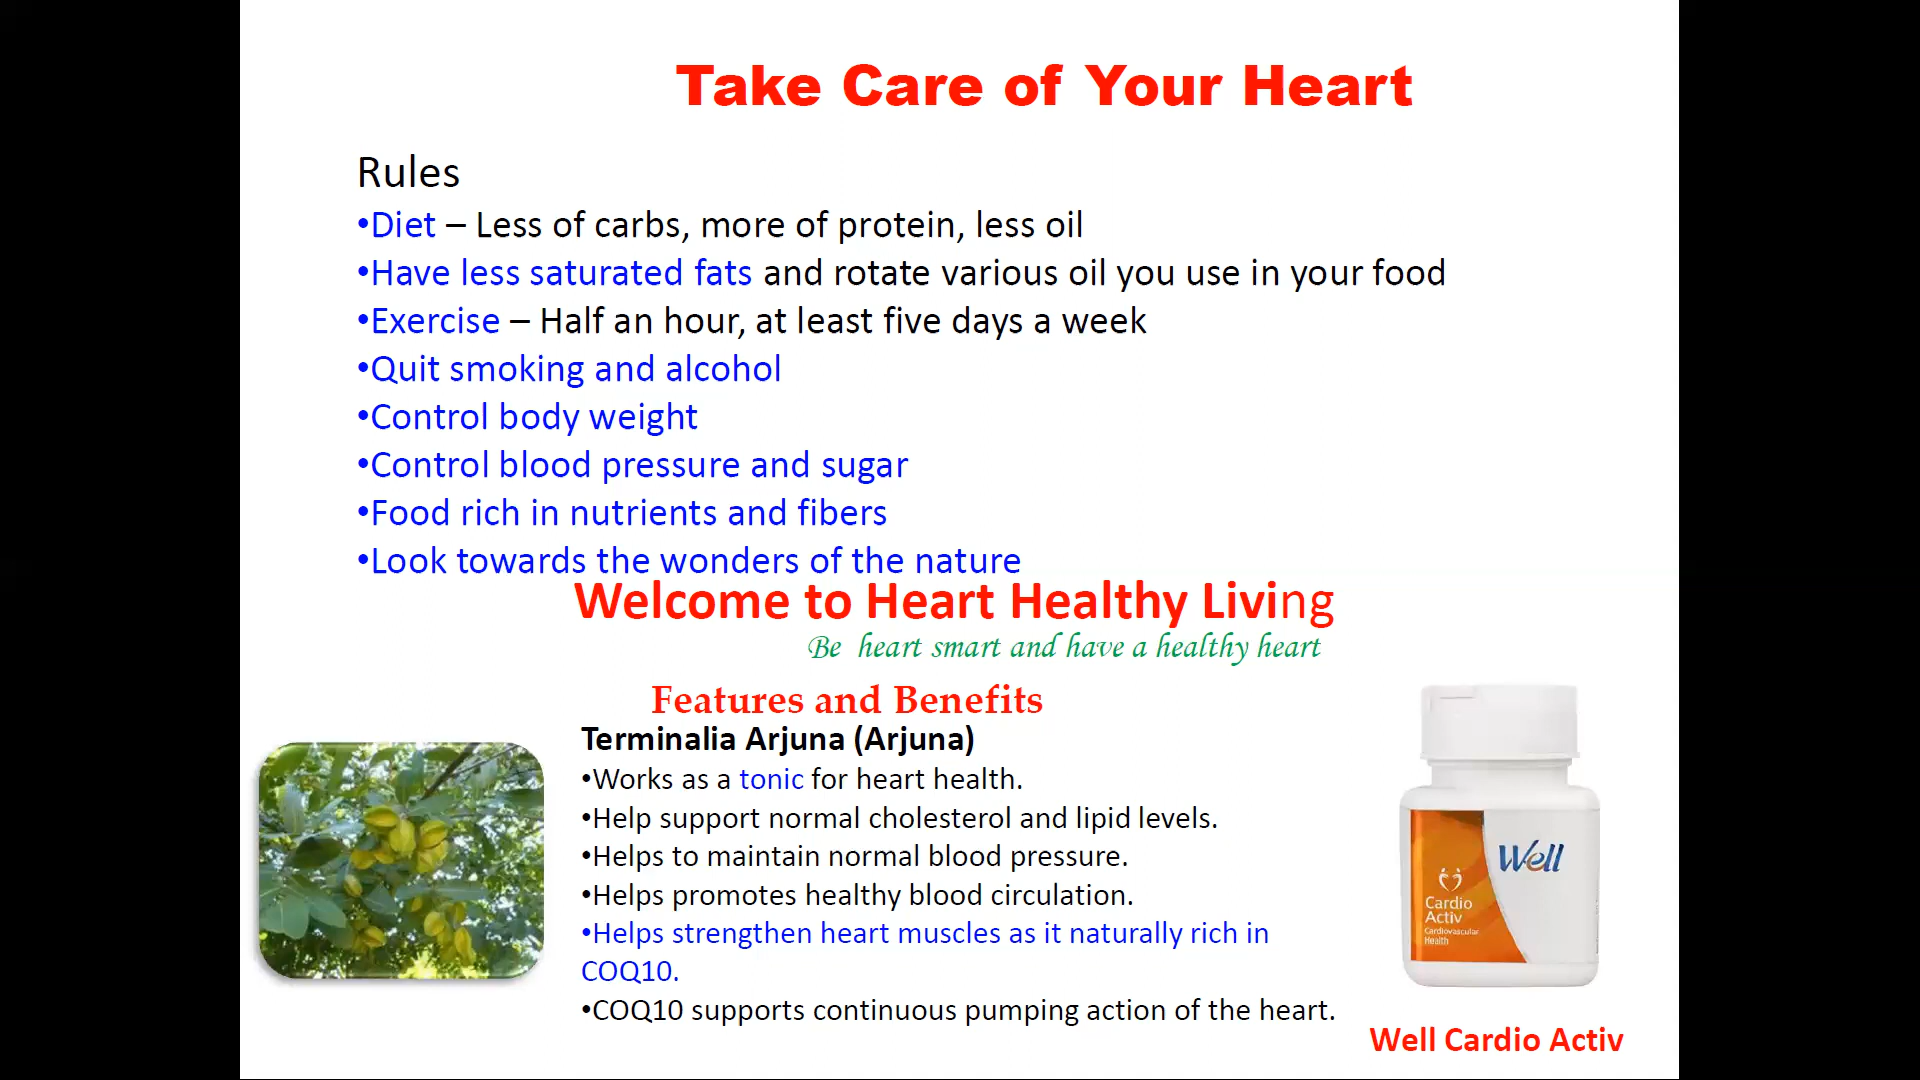 Take Care of Your Heart
Rules
•Diet – Less of carbs, more of protein, less oil
•Have less saturated fats and rotate various oil you use in your food
•Exercise – Half an hour, at least five days a week
•Quit smoking and alcohol
•Control body weight
•Control blood pressure and sugar
•Food rich in nutrients and fibers
•Look towards the wonders of the nature
Welcome to Heart Healthy Living
Be heart smart and have a healthy heart
Features and Benefits
Terminalia Arjuna (Arjuna)
•Works as a tonic for heart health.
•Help support normal cholesterol and lipid levels.
•Helps to maintain normal blood pressure.
•Helps promotes healthy blood circulation.
•Helps strengthen heart muscles as it naturally rich in
COQ10.
•COQ10 supports continuous pumping action of the heart.
Well
Cardio
Activ
Cardiovascular
Health
Well Cardio Activ